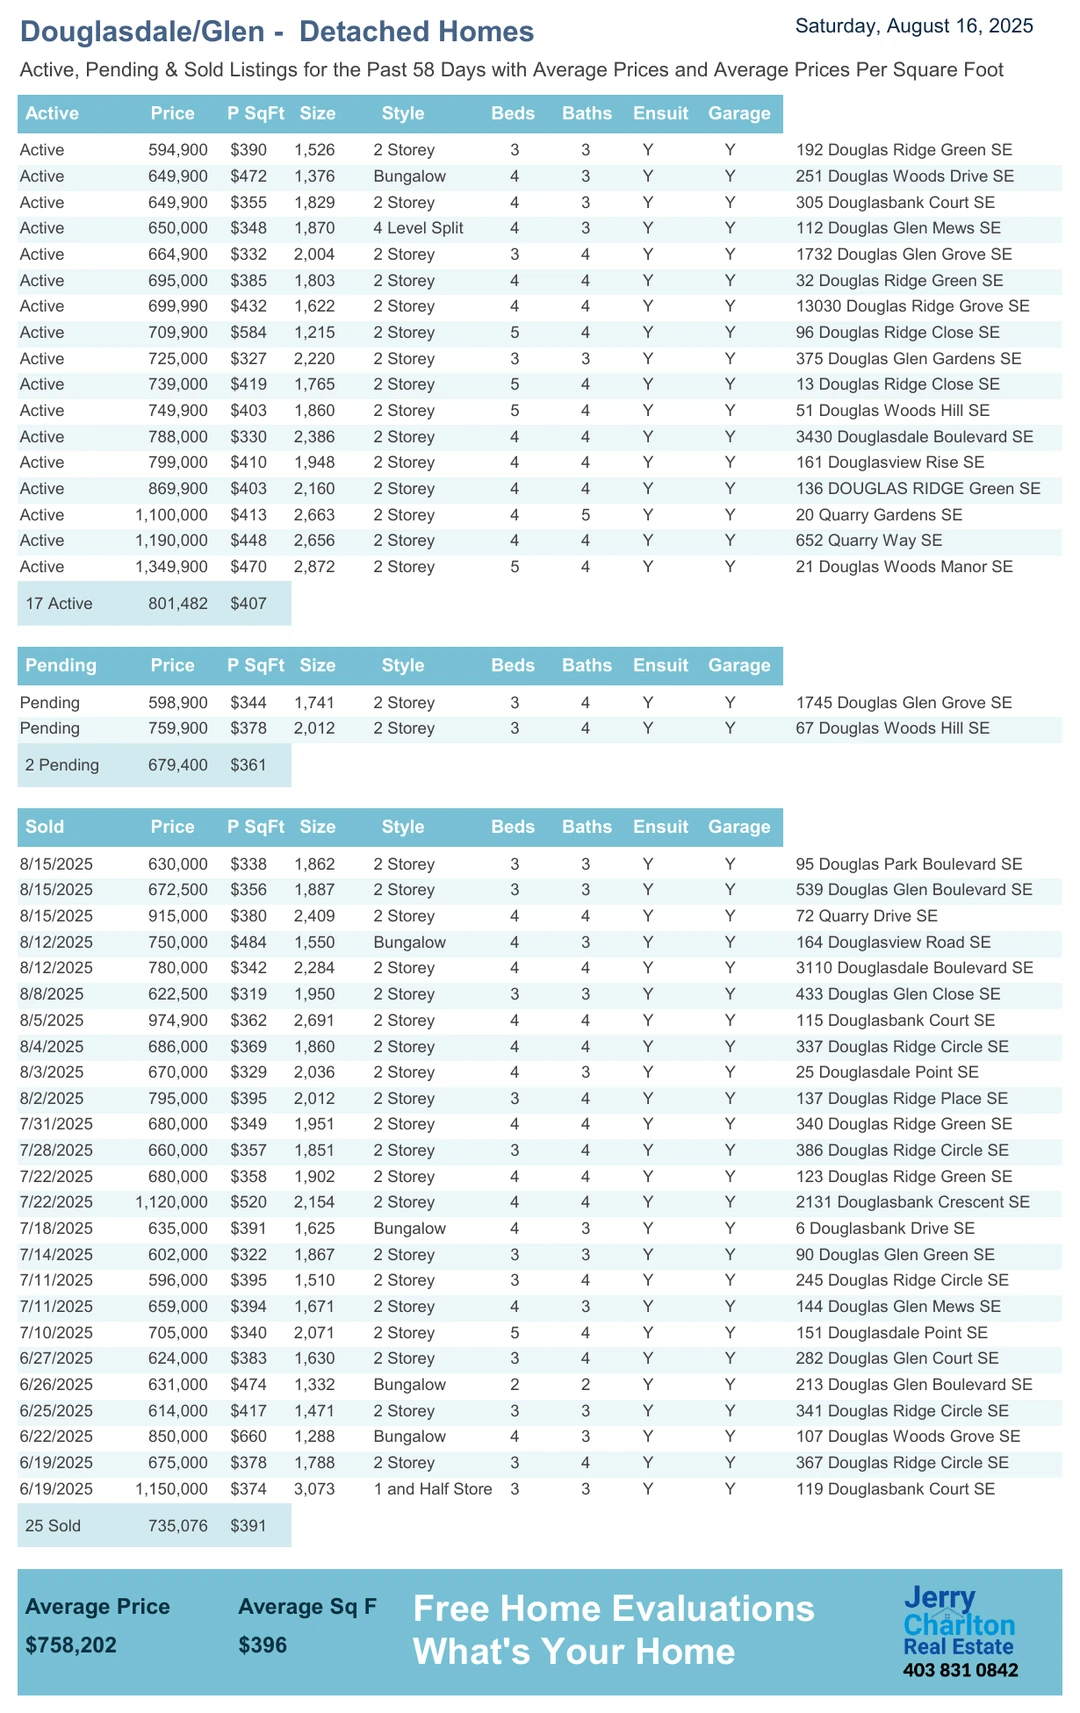 Douglasdale/Glen - Detached Homes
Saturday, August 16, 2025
Active, Pending & Sold Listings for the Past 58 Days with Average Prices and Average Prices Per Square Foot
Active Price P SqFt Size Style Beds Baths Ensuit Garage
Active 594,900 $390 1,526 2 Storey 3 3 Y Y 192 Douglas Ridge Green SE
Active 649,900 $472 1,376 Bungalow 4 3 Y Y 251 Douglas Woods Drive SE
Active 649,900 $355 1,829 2 Storey 4 3 Y Y 305 Douglasbank Court SE
Active 650,000 $348 1,870 4 Level Split 4 3 Y Y 112 Douglas Glen Mews SE
Active 664,900 $332 2,004 2 Storey 3 4 Y Y 1732 Douglas Glen Grove SE
Active 695,000 $385 1,803 2 Storey 4 4 Y Y 32 Douglas Ridge Green SE
Active 699,990 $432 1,622 2 Storey 4 4 Y Y 13030 Douglas Ridge Grove SE
Active 709,900 $584 1,215 2 Storey 5 4 Y Y 96 Douglas Ridge Close SE
Active 725,000 $327 2,220 2 Storey 3 3 Y Y 375 Douglas Glen Gardens SE
Active 739,000 $419 1,765 2 Storey 5 4 Y Y 13 Douglas Ridge Close SE
Active 749,900 $403 1,860 2 Storey 5 4 Y Y 51 Douglas Woods Hill SE
Active 788,000 $330 2,386 2 Storey 4 4 Y Y 3430 Douglasdale Boulevard SE
Active 799,000 $410 1,948 2 Storey 4 4 Y Y 161 Douglasview Rise SE
Active 869,900 $403 2,160 2 Storey 4 4 Y Y 136 DOUGLAS RIDGE Green SE
Active 1,100,000 $413 2,663 2 Storey 4 5 Y Y 20 Quarry Gardens SE
Active 1,190,000 $448 2,656 2 Storey 4 4 Y Y 652 Quarry Way SE
Active 1,349,900 $470 2,872 2 Storey 5 4 Y Y 21 Douglas Woods Manor SE
17 Active 801,482 $407
Pending Price P SqFt Size Style Beds Baths Ensuit Garage
Pending 598,900 $344 1,741 2 Storey 3 4 Y Y 1745 Douglas Glen Grove SE
Pending 759,900 $378 2,012 2 Storey 3 4 Y Y 67 Douglas Woods Hill SE
2 Pending 679,400 $361
Sold Price P SqFt Size Style Beds Baths Ensuit Garage
8/15/2025 630,000 $338 1,862 2 Storey 3 3 Y Y 95 Douglas Park Boulevard SE
8/15/2025 672,500 $356 1,887 2 Storey 3 3 Y Y 539 Douglas Glen Boulevard SE
8/15/2025 915,000 $380 2,409 2 Storey 4 4 Y Y 72 Quarry Drive SE
8/12/2025 750,000 $484 1,550 Bungalow 4 3 Y Y 164 Douglasview Road SE
8/12/2025 780,000 $342 2,284 2 Storey 4 4 Y Y 3110 Douglasdale Boulevard SE
8/8/2025 622,500 $319 1,950 2 Storey 3 3 Y Y 433 Douglas Glen Close SE
8/5/2025 974,900 $362 2,691 2 Storey 4 4 Y Y 115 Douglasbank Court SE
8/4/2025 686,000 $369 1,860 2 Storey 4 4 Y Y 337 Douglas Ridge Circle SE
8/3/2025 670,000 $329 2,036 2 Storey 4 3 Y Y 25 Douglasdale Point SE
8/2/2025 795,000 $395 2,012 2 Storey 3 4 Y Y 137 Douglas Ridge Place SE
7/31/2025 680,000 $349 1,951 2 Storey 4 4 Y Y 340 Douglas Ridge Green SE
7/28/2025 660,000 $357 1,851 2 Storey 3 4 Y Y 386 Douglas Ridge Circle SE
7/22/2025 680,000 $358 1,902 2 Storey 4 4 Y Y 123 Douglas Ridge Green SE
7/22/2025 1,120,000 $520 2,154 2 Storey 4 4 Y Y 2131 Douglasbank Crescent SE
7/18/2025 635,000 $391 1,625 Bungalow 4 3 Y Y 6 Douglasbank Drive SE
7/14/2025 602,000 $322 1,867 2 Storey 3 3 Y Y 90 Douglas Glen Green SE
7/11/2025 596,000 $395 1,510 2 Storey 3 4 Y Y 245 Douglas Ridge Circle SE
7/11/2025 659,000 $394 1,671 2 Storey 4 3 Y Y 144 Douglas Glen Mews SE
7/10/2025 705,000 $340 2,071 2 Storey 5 4 Y Y 151 Douglasdale Point SE
6/27/2025 624,000 $383 1,630 2 Storey 3 4 Y Y 282 Douglas Glen Court SE
6/26/2025 631,000 $474 1,332 Bungalow 2 2 Y Y 213 Douglas Glen Boulevard SE
6/25/2025 614,000 $417 1,471 2 Storey 3 3 Y Y 341 Douglas Ridge Circle SE
6/22/2025 850,000 $660 1,288 Bungalow 4 3 Y Y 107 Douglas Woods Grove SE
6/19/2025 675,000 $378 1,788 2 Storey 3 4 Y Y 367 Douglas Ridge Circle SE
6/19/2025 1,150,000 $374 3,073 1 and Half Store 3 3 Y Y 119 Douglasbank Court SE
25 Sold 735,076 $391
Average Price Average Sq F
$758,202 $396
Free Home Evaluations
What's Your Home
Jerry
Charlton
Real Estate
403 831 0842